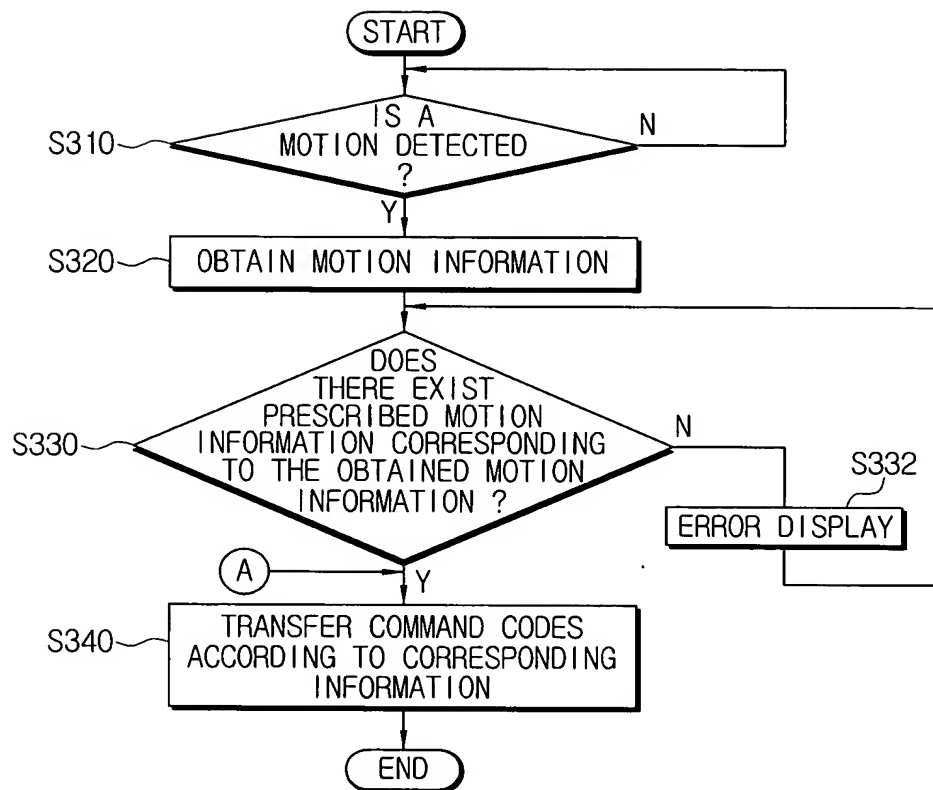 START
S310
IS A
MOTION DETECTED
?
N
Y
S320
OBTAIN MOTION INFORMATION
S330
DOES
THERE EXIST
PRESCRIBED MOTION
INFORMATION CORRESPONDING
TO THE OBTAINED MOTION
INFORMATION ?
N
S332
ERROR DISPLAY
A
Y
S340
TRANSFER COMMAND CODES
ACCORDING TO CORRESPONDING
INFORMATION
END